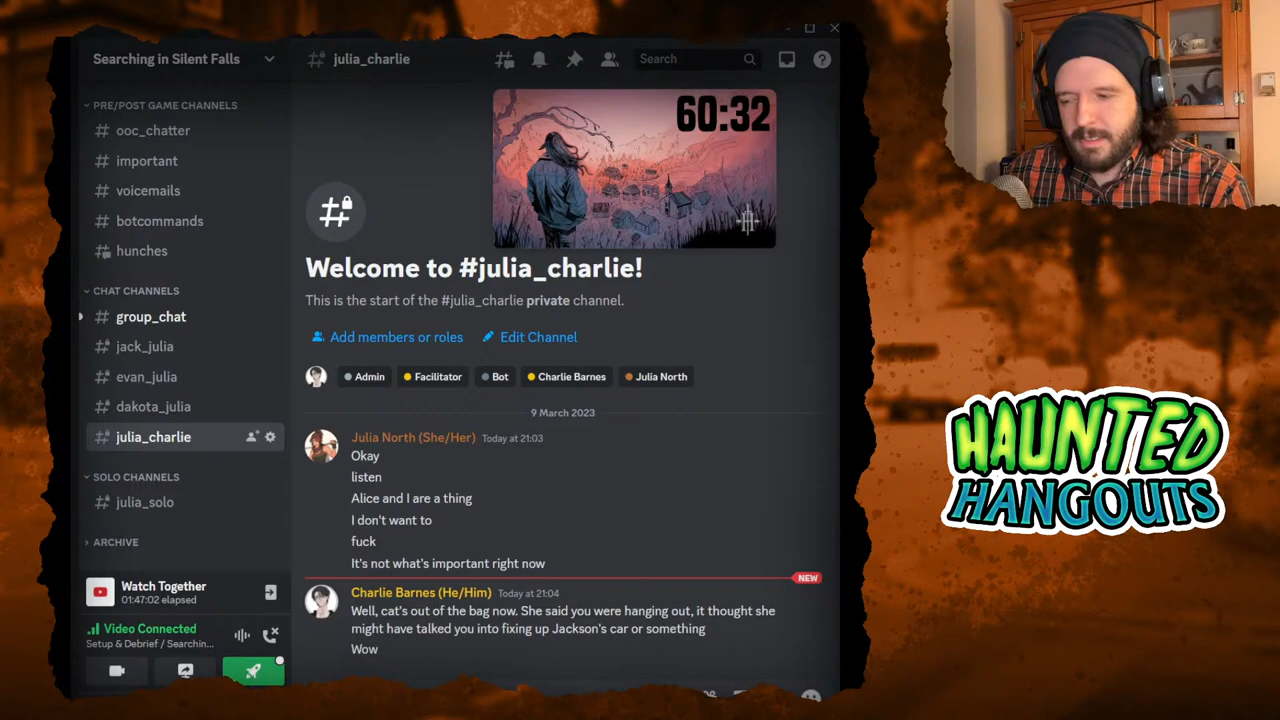 Searching in Silent Falls
PRE/POST GAME CHANNELS
ooc_chatter
important
voicemails
botcommands
hunches
CHAT CHANNELS
group_chat
jack_julia
evan_julia
dakota_julia
julia_charlie
SOLO CHANNELS
julia_solo
ARCHIVE
Watch Together
01:47:02 elapsed
Video Connected
Setup & Debrief / Searchin...
julia_charlie
Search
60:32
Welcome to #julia_charlie!
This is the start of the #julia_charlie private channel.
Add members or roles
Edit Channel
Admin
Facilitator
Bot
Charlie Barnes
Julia North
9 March 2023
Julia North (She/Her) Today at 21:03
Okay
listen
Alice and I are a thing
I don't want to
fuck
It's not what's important right now
NEW
Charlie Barnes (He/Him) Today at 21:04
Well, cat's out of the bag now. She said you were hanging out, it thought she
might have talked you into fixing up Jackson's car or something
Wow
HAUNTED
HANGOUTS